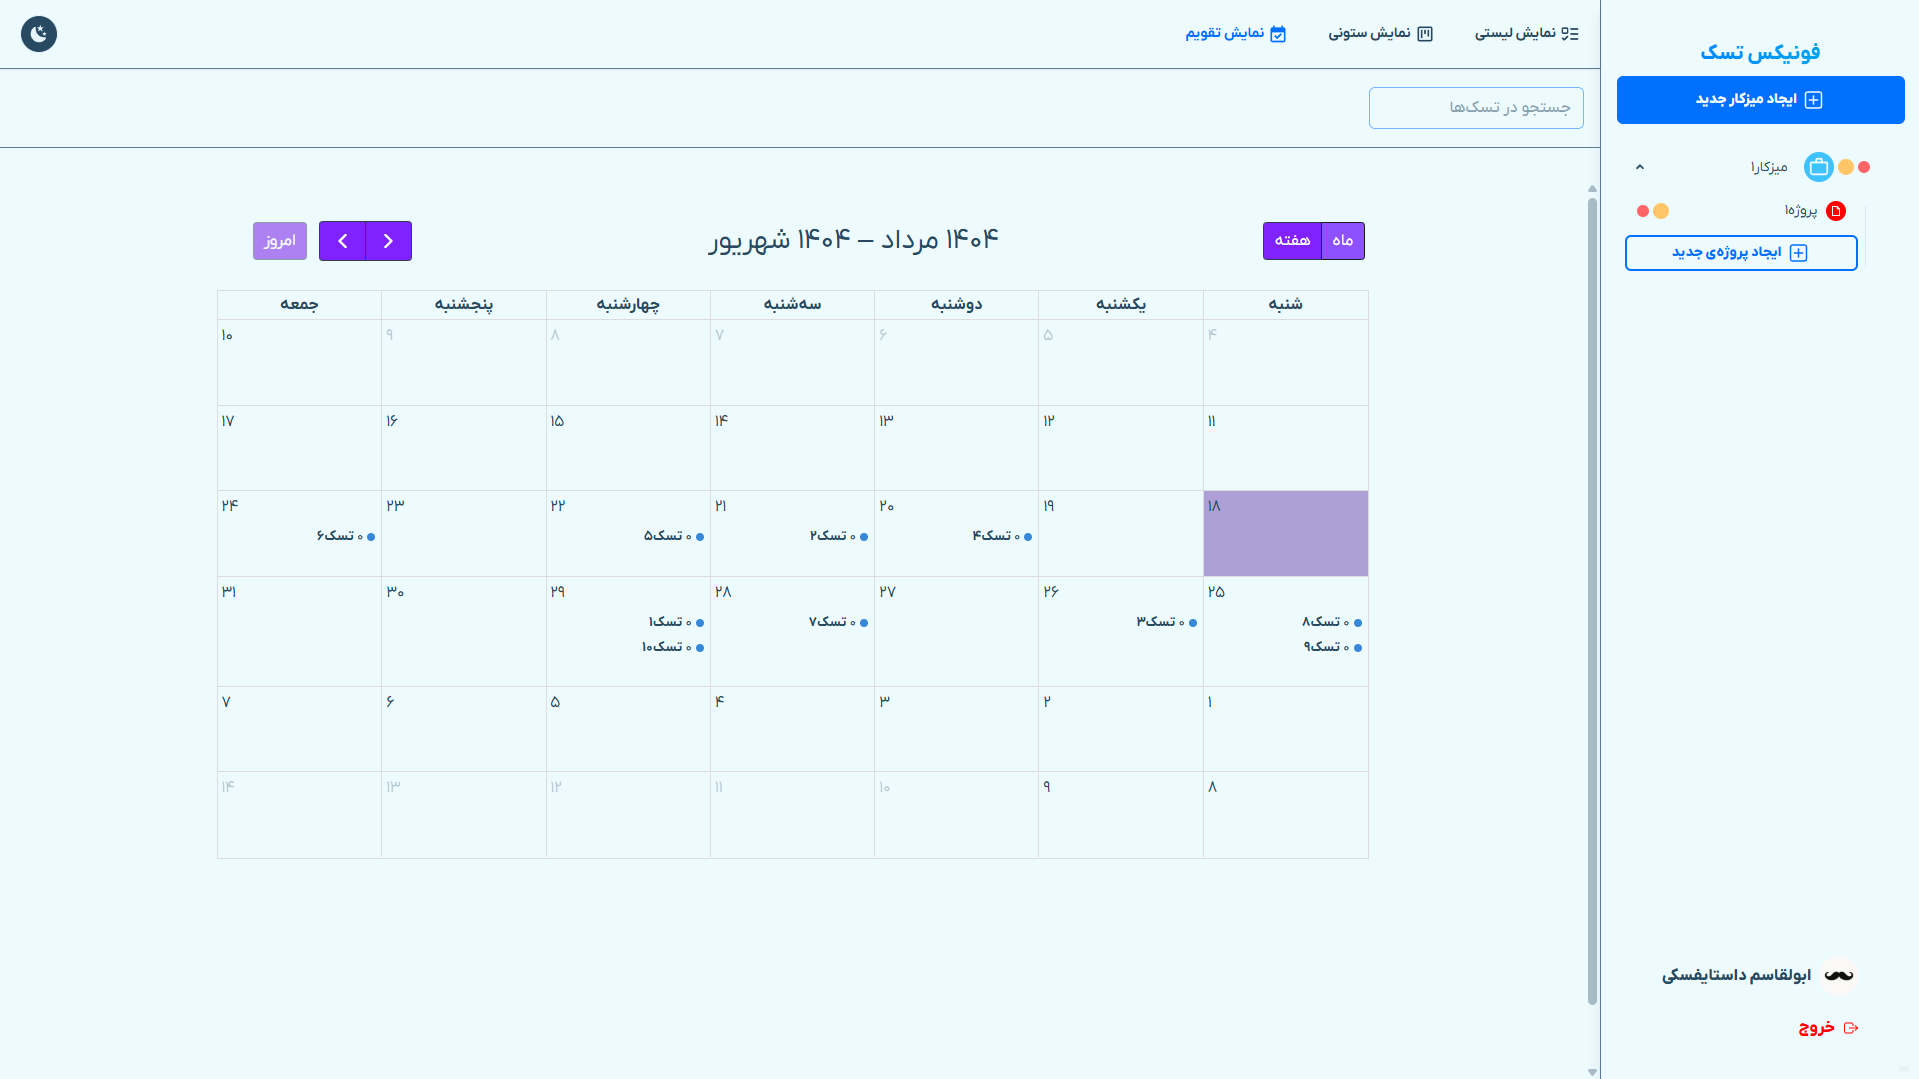 فونیکس تسک
ایجاد میزکار جدید
میزکار۱
پروژه۱
ایجاد پروژه‌ی جدید
ابولقاسم داستایفسکی
خروج
نمایش لیستی
نمایش ستونی
نمایش تقویم
جستجو در تسک‌ها
ماه هفته
۱۴۰۴ مرداد – ۱۴۰۴ شهریور
امروز
شنبه یکشنبه دوشنبه سه‌شنبه چهارشنبه پنجشنبه جمعه
۴ ۵ ۶ ۷ ۸ ۹ ۱۰
۱۱ ۱۲ ۱۳ ۱۴ ۱۵ ۱۶ ۱۷
۱۸ ۱۹ ۲۰ ۲۱ ۲۲ ۲۳ ۲۴
۰ تسک۴ ۰ تسک۲ ۰ تسک۵ ۰ تسک۶
۲۵ ۲۶ ۲۷ ۲۸ ۲۹ ۳۰ ۳۱
۰ تسک۸ ۰ تسک۳ ۰ تسک۷ ۰ تسک۱
۰ تسک۹ ۰ تسک۱۰
۱ ۲ ۳ ۴ ۵ ۶ ۷
۸ ۹ ۱۰ ۱۱ ۱۲ ۱۳ ۱۴